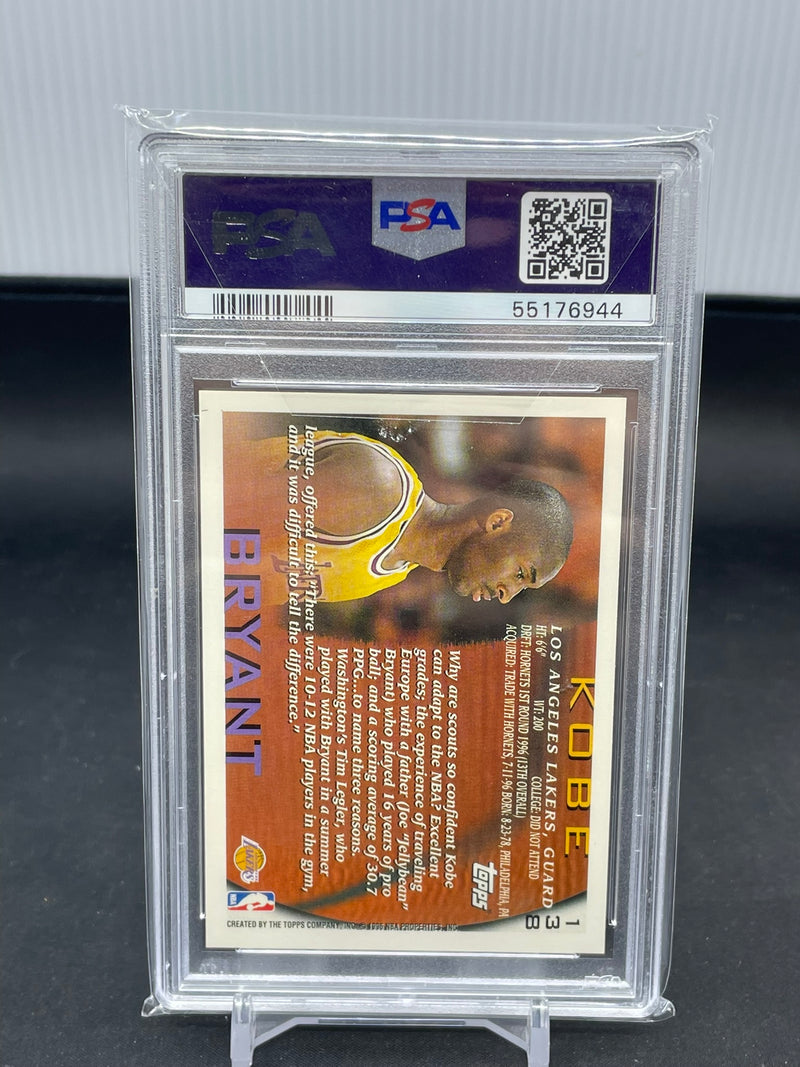 PSA
PSA
55176944
KOBE
BRYANT
138
LOS ANGELES LAKERS, GUARD
HT: 6'6" WT: 200 COLLEGE: DID NOT ATTEND
DRFT: HORNETS 1ST ROUND 1996 (13TH OVERALL)
ACQUIRED: TRADE WITH HORNETS, 7-11-96 BORN: 8-23-78, PHILADELPHIA, PA
Why are scouts so confident Kobe
can adapt to the NBA? Excellent
grades; the experience of traveling
Europe with a father (Joe "Jellybean"
Bryant) who played 16 years of pro
ball; and a scoring average of 30.7
PPG...to name three reasons.
Washington's Tim Legler, who
played with Bryant in a summer
league, offered this: "There were 10-12 NBA players in the gym,
and it was difficult to tell the difference."
TOPPS
LAKERS
NBA
CREATED BY THE TOPPS COMPANY, INC. © 1996 NBA PROPERTIES, INC.